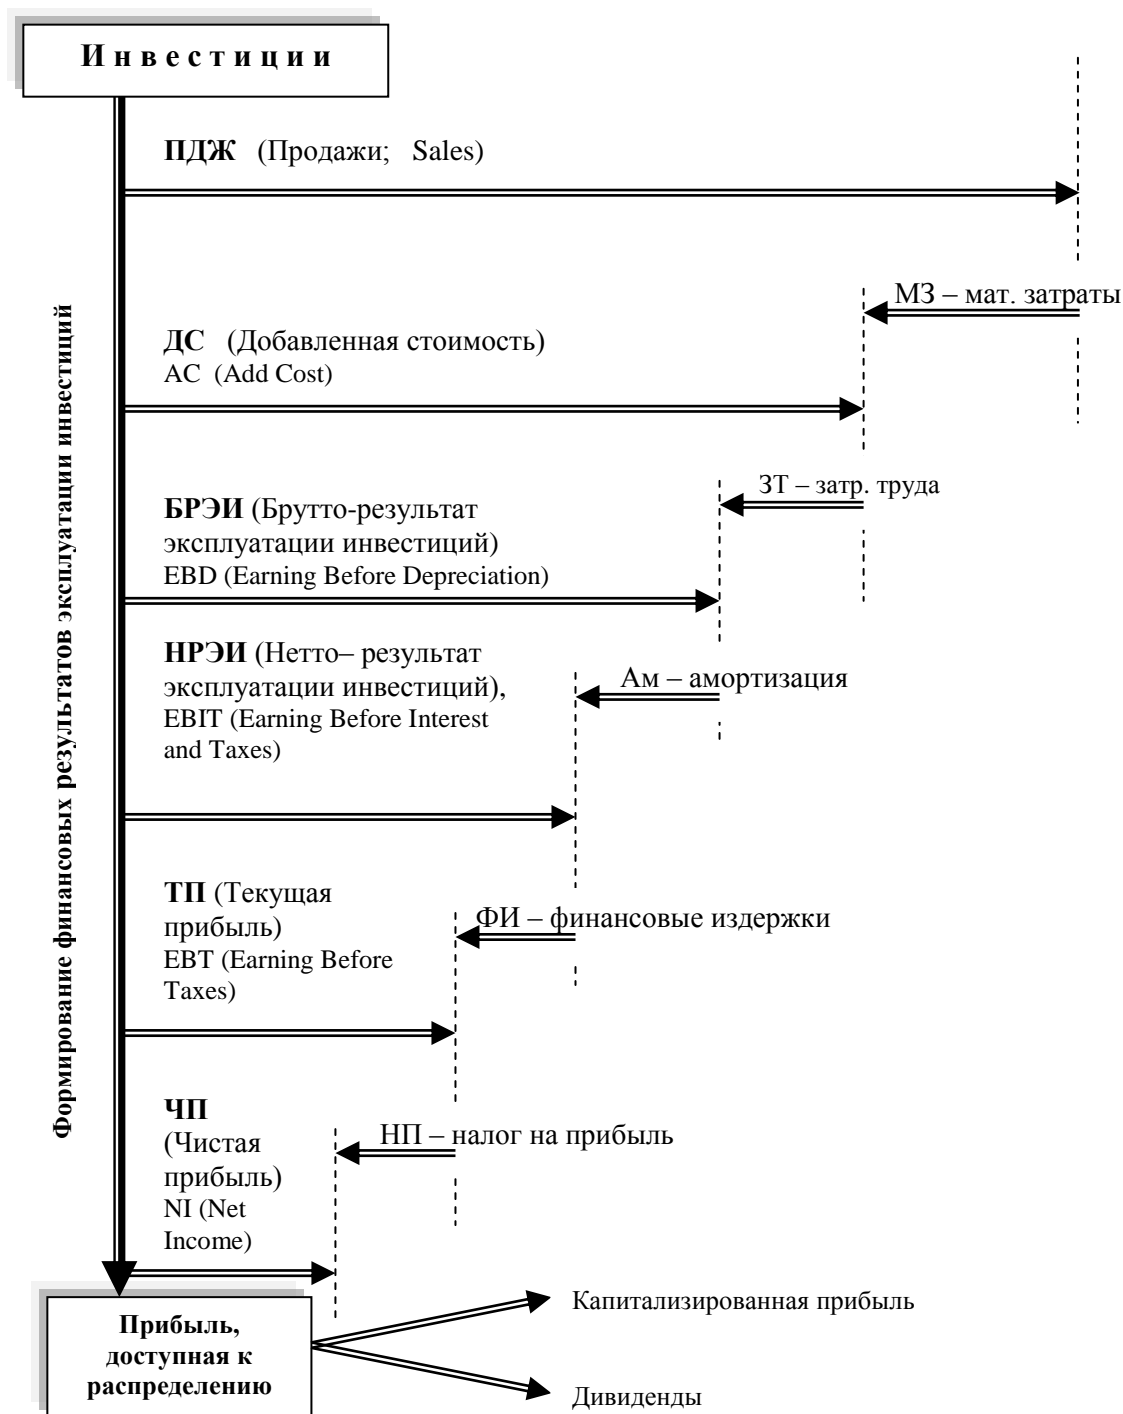 И н в е с т и ц и и
ПДЖ (Продажи; Sales)
МЗ – мат. затраты
ДС (Добавленная стоимость)
AC (Add Cost)
ЗТ – затр. труда
БРЭИ (Брутто-результат
эксплуатации инвестиций)
EBD (Earning Before Depreciation)
НРЭИ (Нетто– результат
эксплуатации инвестиций),
EBIT (Earning Before Interest
and Taxes)
Ам – амортизация
ТП (Текущая
прибыль)
EBT (Earning Before
Taxes)
ФИ – финансовые издержки
ЧП
(Чистая
прибыль)
NI (Net
Income)
НП – налог на прибыль
Формирование финансовых результатов эксплуатации инвестиций
Прибыль,
доступная к
распределению
Капитализированная прибыль
Дивиденды